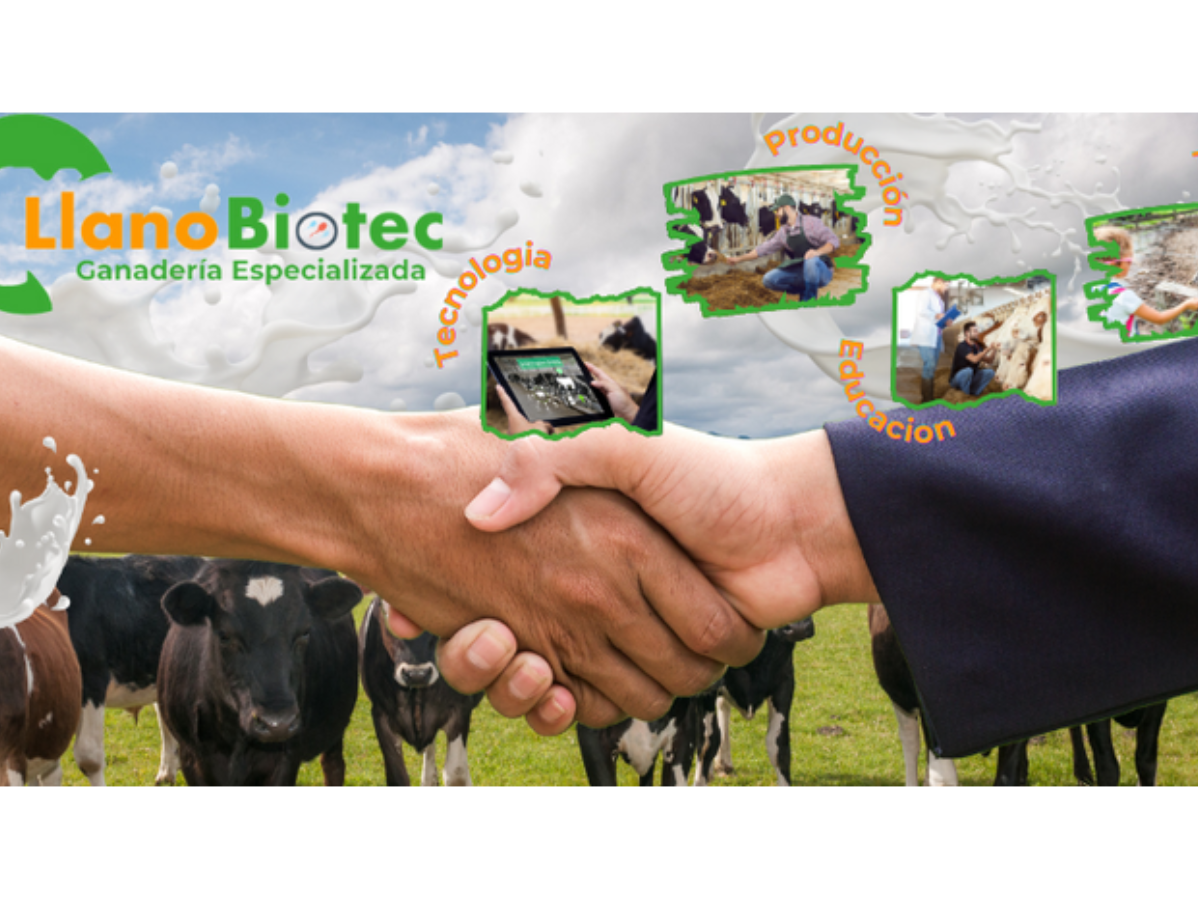 LlanoBiotec
Ganadería Especializada
Tecnologia
Producción
Educacion